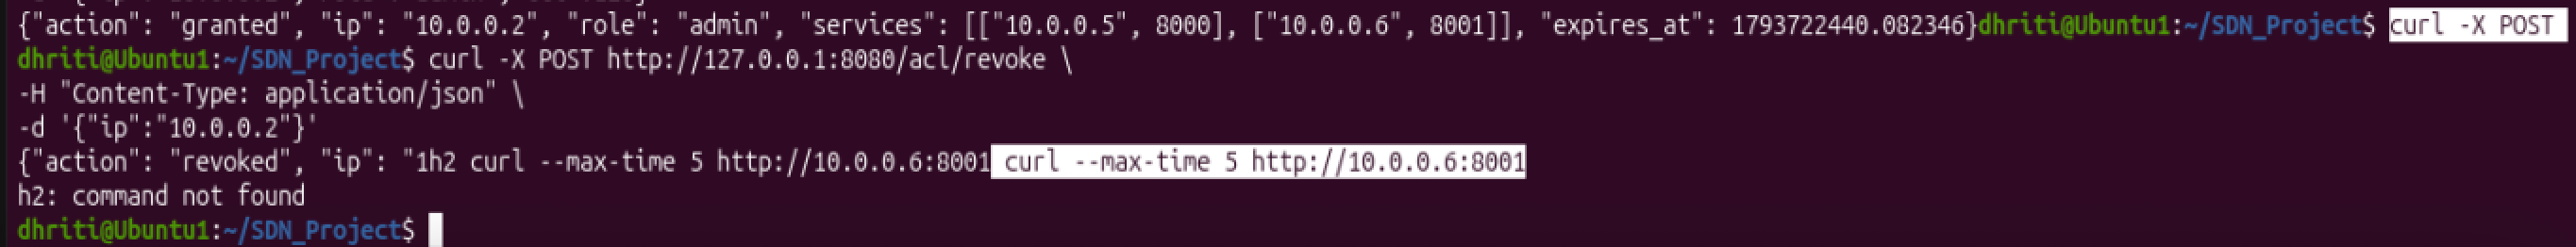 {"action": "granted", "ip": "10.0.0.2", "role": "admin", "services": [["10.0.0.5", 8000], ["10.0.0.6", 8001]], "expires_at": 1793722440.082346}dhriti@Ubuntu1:~/SDN_Project$ curl -X POST
dhriti@Ubuntu1:~/SDN_Project$ curl -X POST http://127.0.0.1:8080/acl/revoke \
-H "Content-Type: application/json" \
-d '{"ip":"10.0.0.2"}'
{"action": "revoked", "ip": "1h2 curl --max-time 5 http://10.0.0.6:8001 curl --max-time 5 http://10.0.0.6:8001
h2: command not found
dhriti@Ubuntu1:~/SDN_Project$